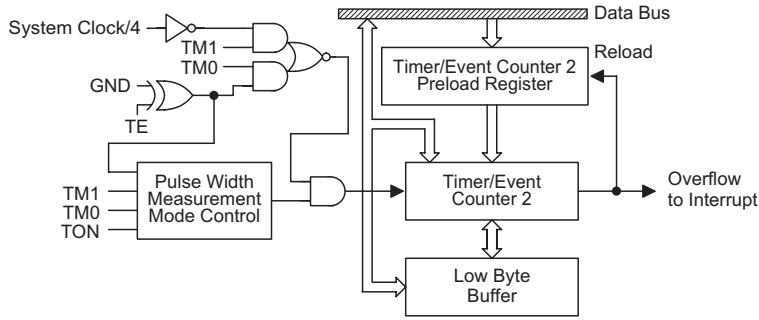 Data Bus
System Clock/4
TM1
TM0
GND
TE
Timer/Event Counter 2
Preload Register
Reload
TM1
TM0
TON
Pulse Width
Measurement
Mode Control
Timer/Event
Counter 2
Overflow
to Interrupt
Low Byte
Buffer